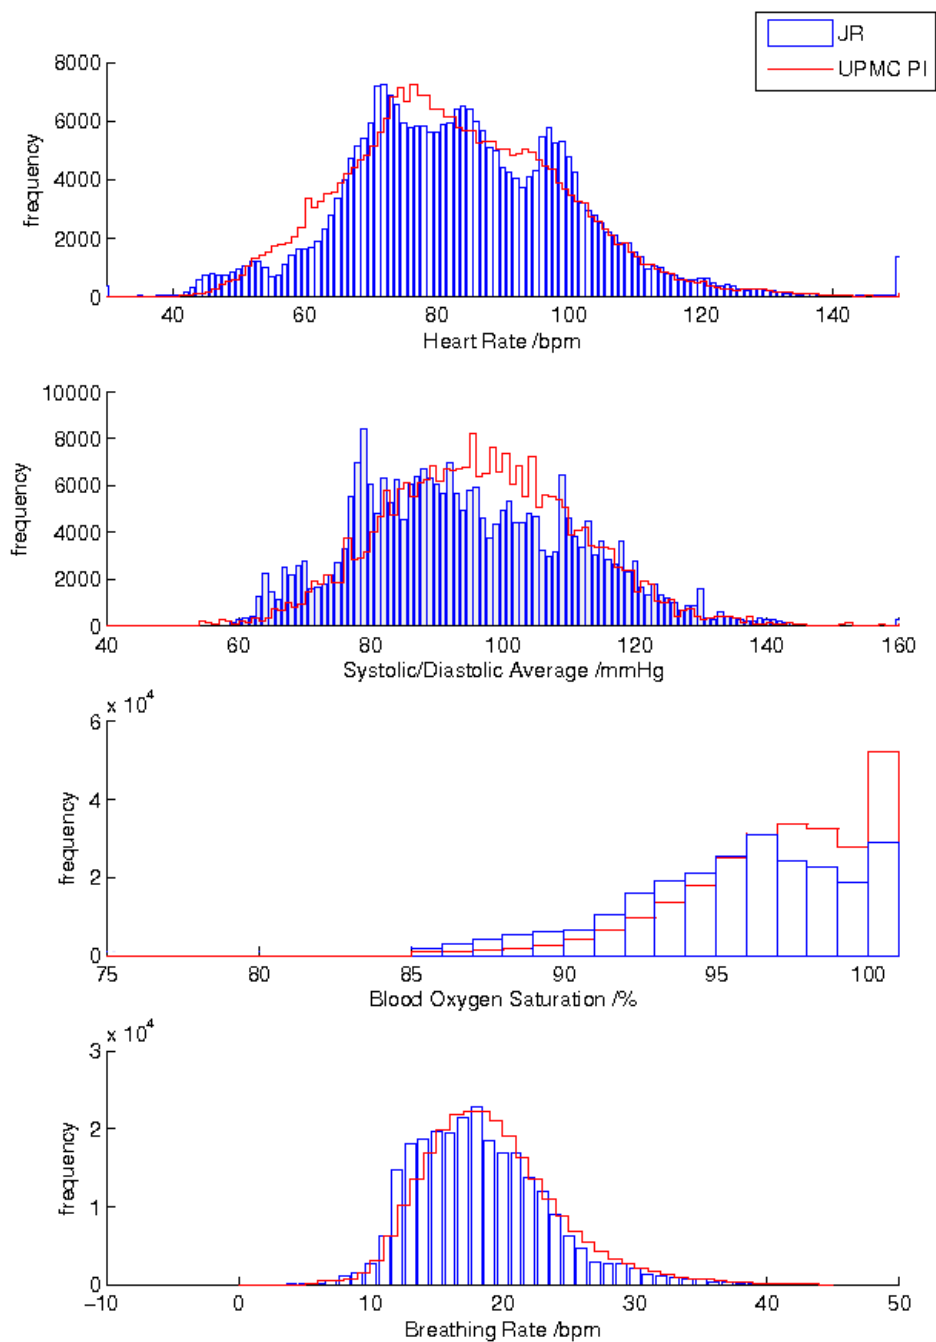 JR
UPMC PI
8000
6000
4000
2000
0
frequency
40 60 80 100 120 140
Heart Rate /bpm
10000
8000
6000
4000
2000
0
frequency
40 60 80 100 120 140 160
Systolic/Diastolic Average /mmHg
x 10^4
6
4
2
0
frequency
75 80 85 90 95 100
Blood Oxygen Saturation /%
x 10^4
3
2
1
0
frequency
−10 0 10 20 30 40 50
Breathing Rate /bpm